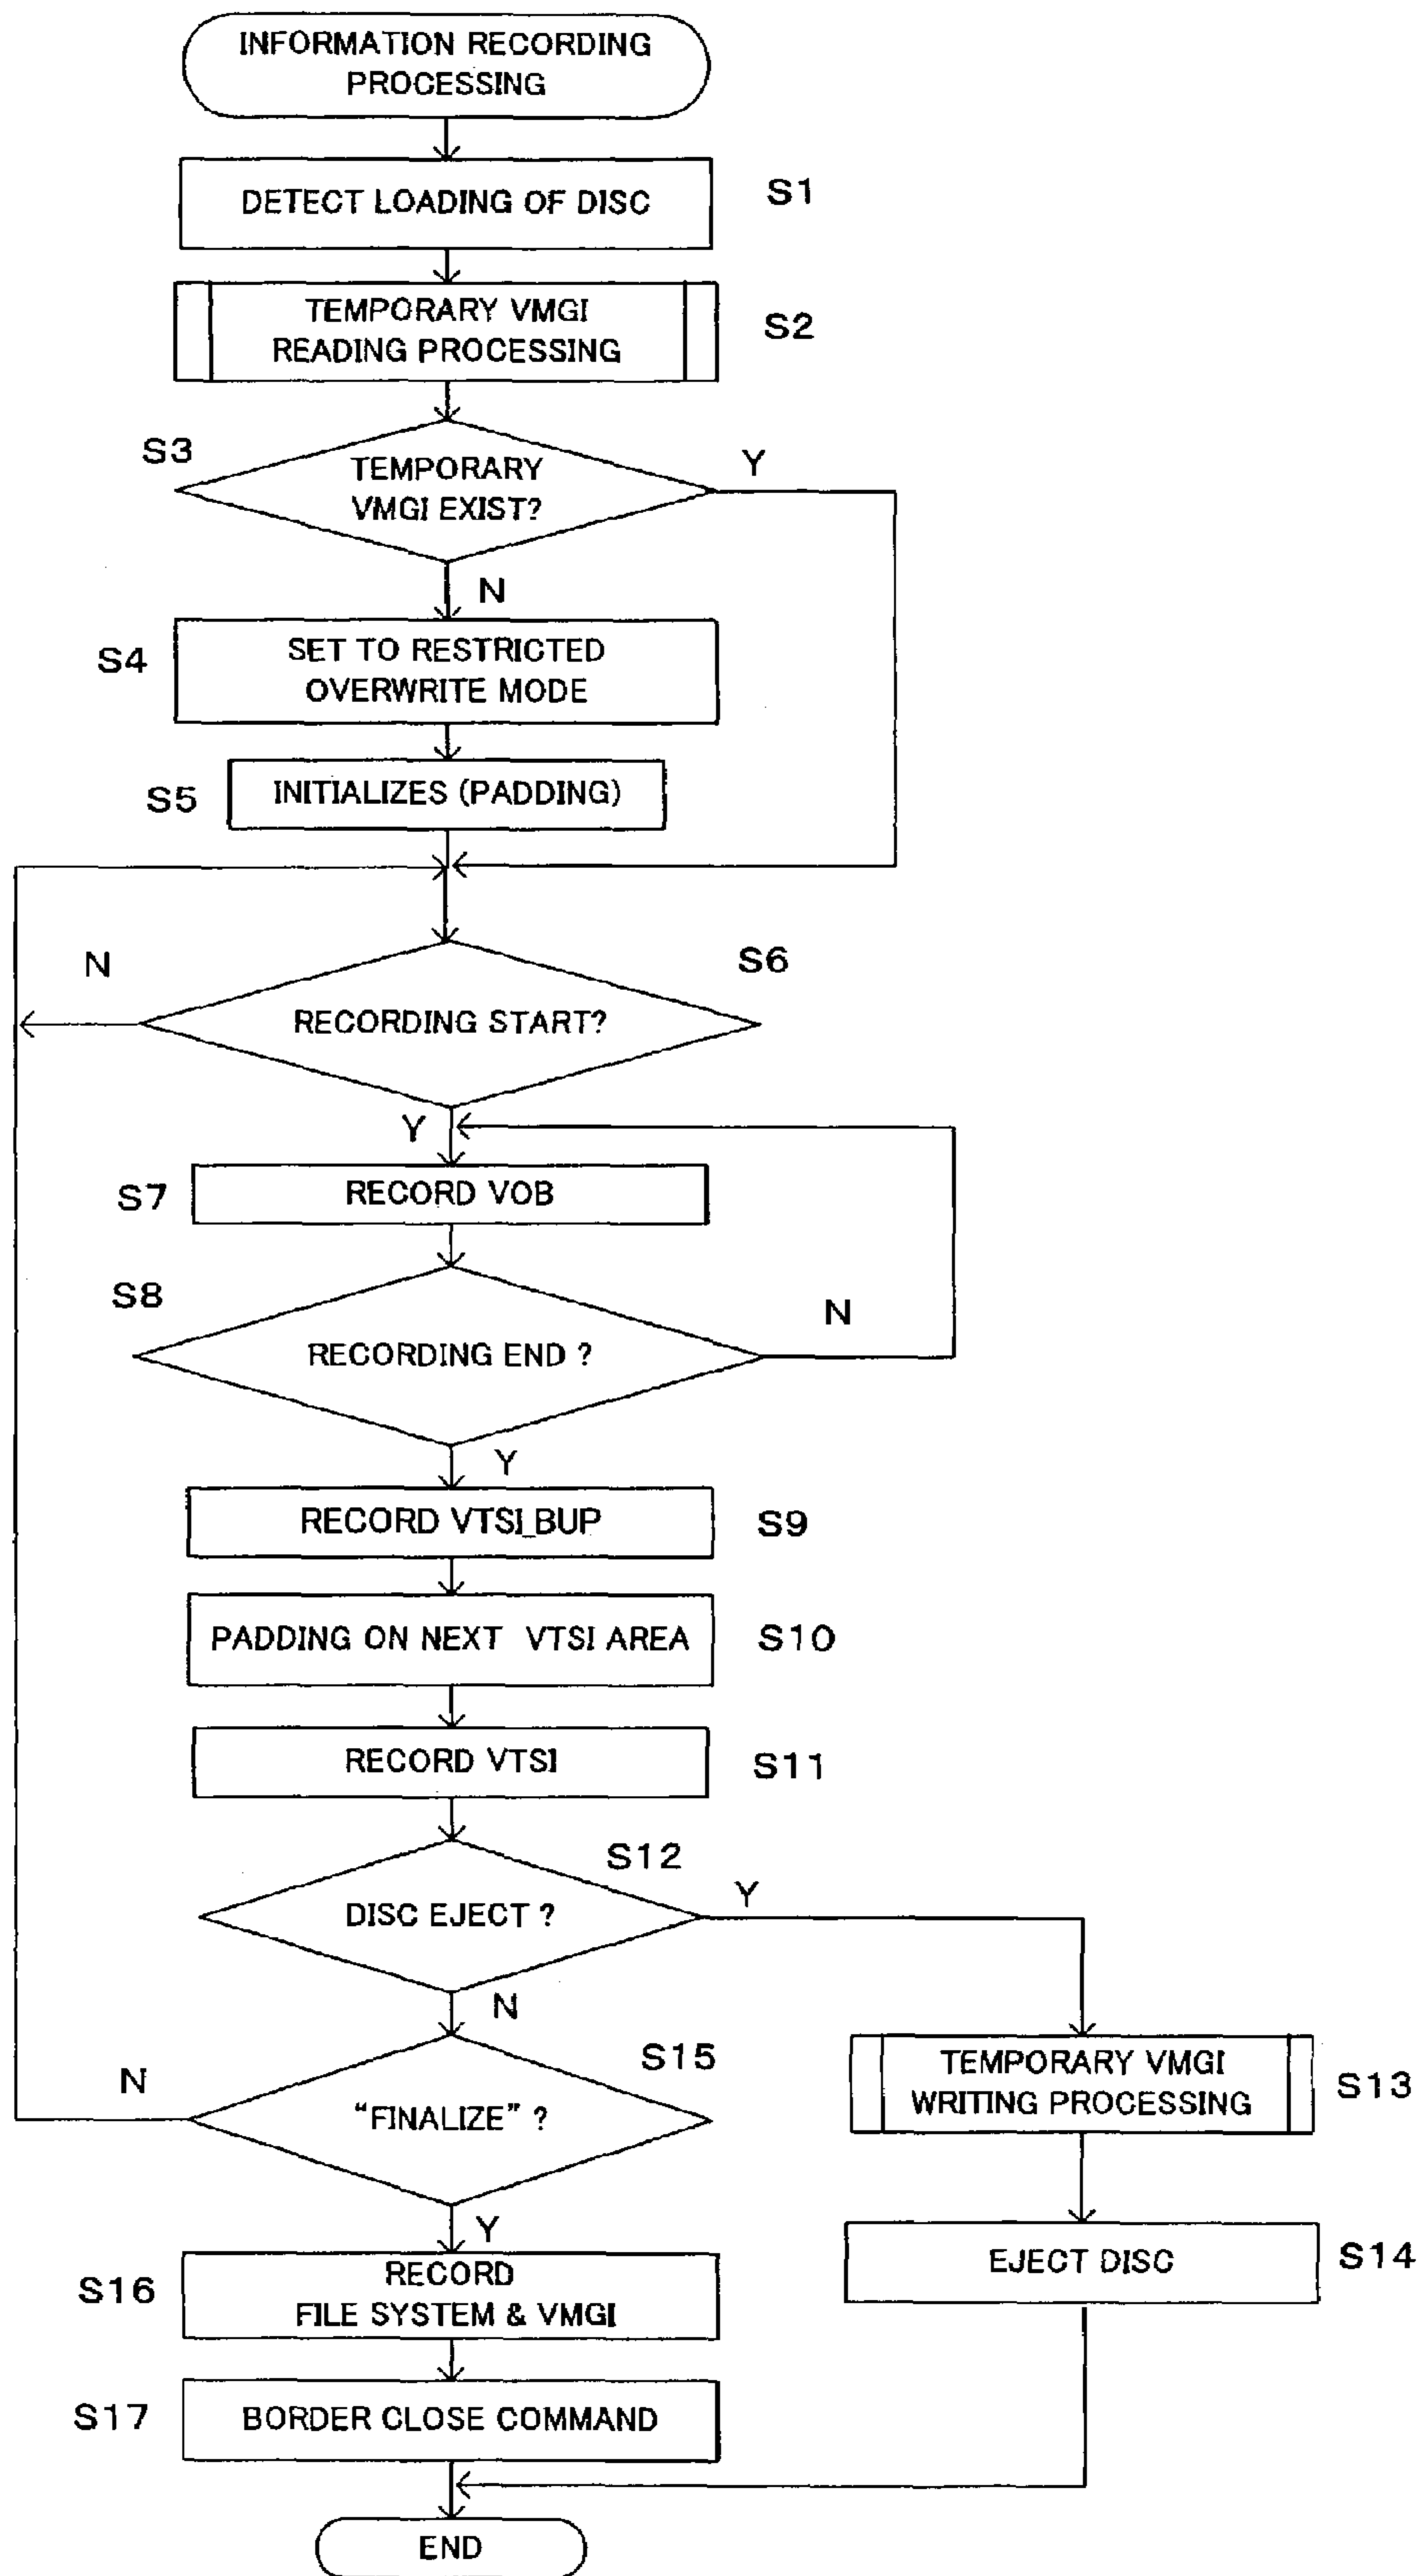 INFORMATION RECORDING
PROCESSING
DETECT LOADING OF DISC
S1
TEMPORARY VMGI
READING PROCESSING
S2
S3
TEMPORARY
VMGI EXIST?
Y
N
S4
SET TO RESTRICTED
OVERWRITE MODE
S5
INITIALIZES (PADDING)
N
S6
RECORDING START?
Y
S7
RECORD VOB
S8
RECORDING END ?
N
Y
RECORD VTSI_BUP
S9
PADDING ON NEXT VTSI AREA
S10
RECORD VTSI
S11
S12
DISC EJECT ?
Y
N
S15
N
"FINALIZE" ?
TEMPORARY VMGI
WRITING PROCESSING
S13
Y
EJECT DISC
S14
S16
RECORD
FILE SYSTEM & VMGI
S17
BORDER CLOSE COMMAND
END